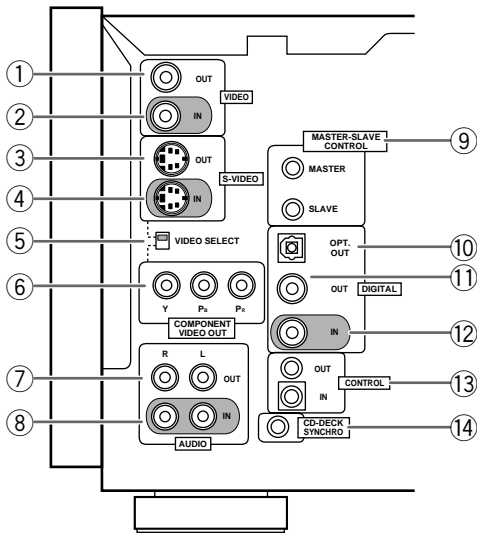 1
OUT
VIDEO
2
IN
3
OUT
S-VIDEO
4
IN
5
VIDEO SELECT
6
Y PB PR
COMPONENT
VIDEO OUT
R L
7
OUT
8
IN
AUDIO
MASTER-SLAVE
CONTROL
9
MASTER
SLAVE
OPT.
OUT
10
11
OUT DIGITAL
IN
12
OUT
CONTROL
13
IN
CD-DECK
SYNCHRO
14